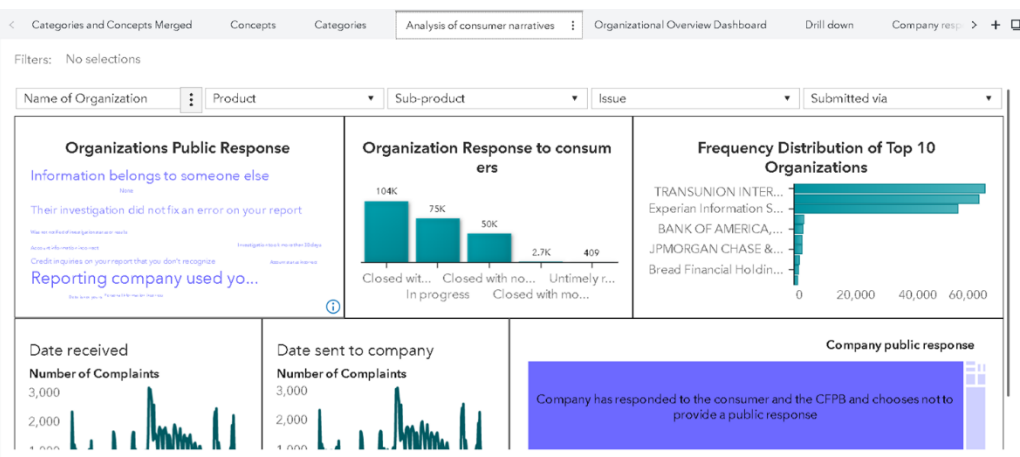 Categories and Concepts Merged
Concepts
Categories
Analysis of consumer narratives
Organizational Overview Dashboard
Drill down
Company resp
Filters: No selections
Name of Organization
Product
Sub-product
Issue
Submitted via
Organizations Public Response
Information belongs to someone else
None
Their investigation did not fix an error on your report
Credit inquiries on your report that you don't recognize
Reporting company used yo...
Organization Response to consum
ers
104K
75K
50K
2.7K
409
Closed wit...
Closed with no...
Untimely r...
In progress
Closed with mo...
Frequency Distribution of Top 10
Organizations
TRANSUNION INTER...
Experian Information S...
BANK OF AMERICA,...
JPMORGAN CHASE &...
Bread Financial Holdin...
0
20,000
40,000
60,000
Date received
Number of Complaints
3,000
2,000
1,000
Date sent to company
Number of Complaints
3,000
2,000
1,000
Company public response
Company has responded to the consumer and the CFPB and chooses not to
provide a public response